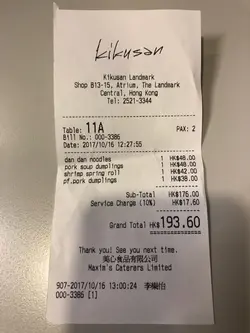 kikusan
Kikusan Landmark
Shop B13-15, Atrium, The Landmark
Central, Hong Kong
Tel: 2521-3344
Table: 11A PAX: 2
Bill No.: 000-3386
Date: 2017/10/16 12:27:55
dan dan noodles 1 HK$48.00
pork soup dumplings 1 HK$48.00
shrimp spring roll 1 HK$42.00
pf.pork dumplings 1 HK$38.00
Sub-Total HK$176.00
Service Charge (10%) HK$17.60
Grand Total HK$193.60
Thank you! See you next time.
美心食品有限公司
Maxim's Caterers Limited
907-2017/10/16 13:00:24 李嫻怡
000-3386 [1]